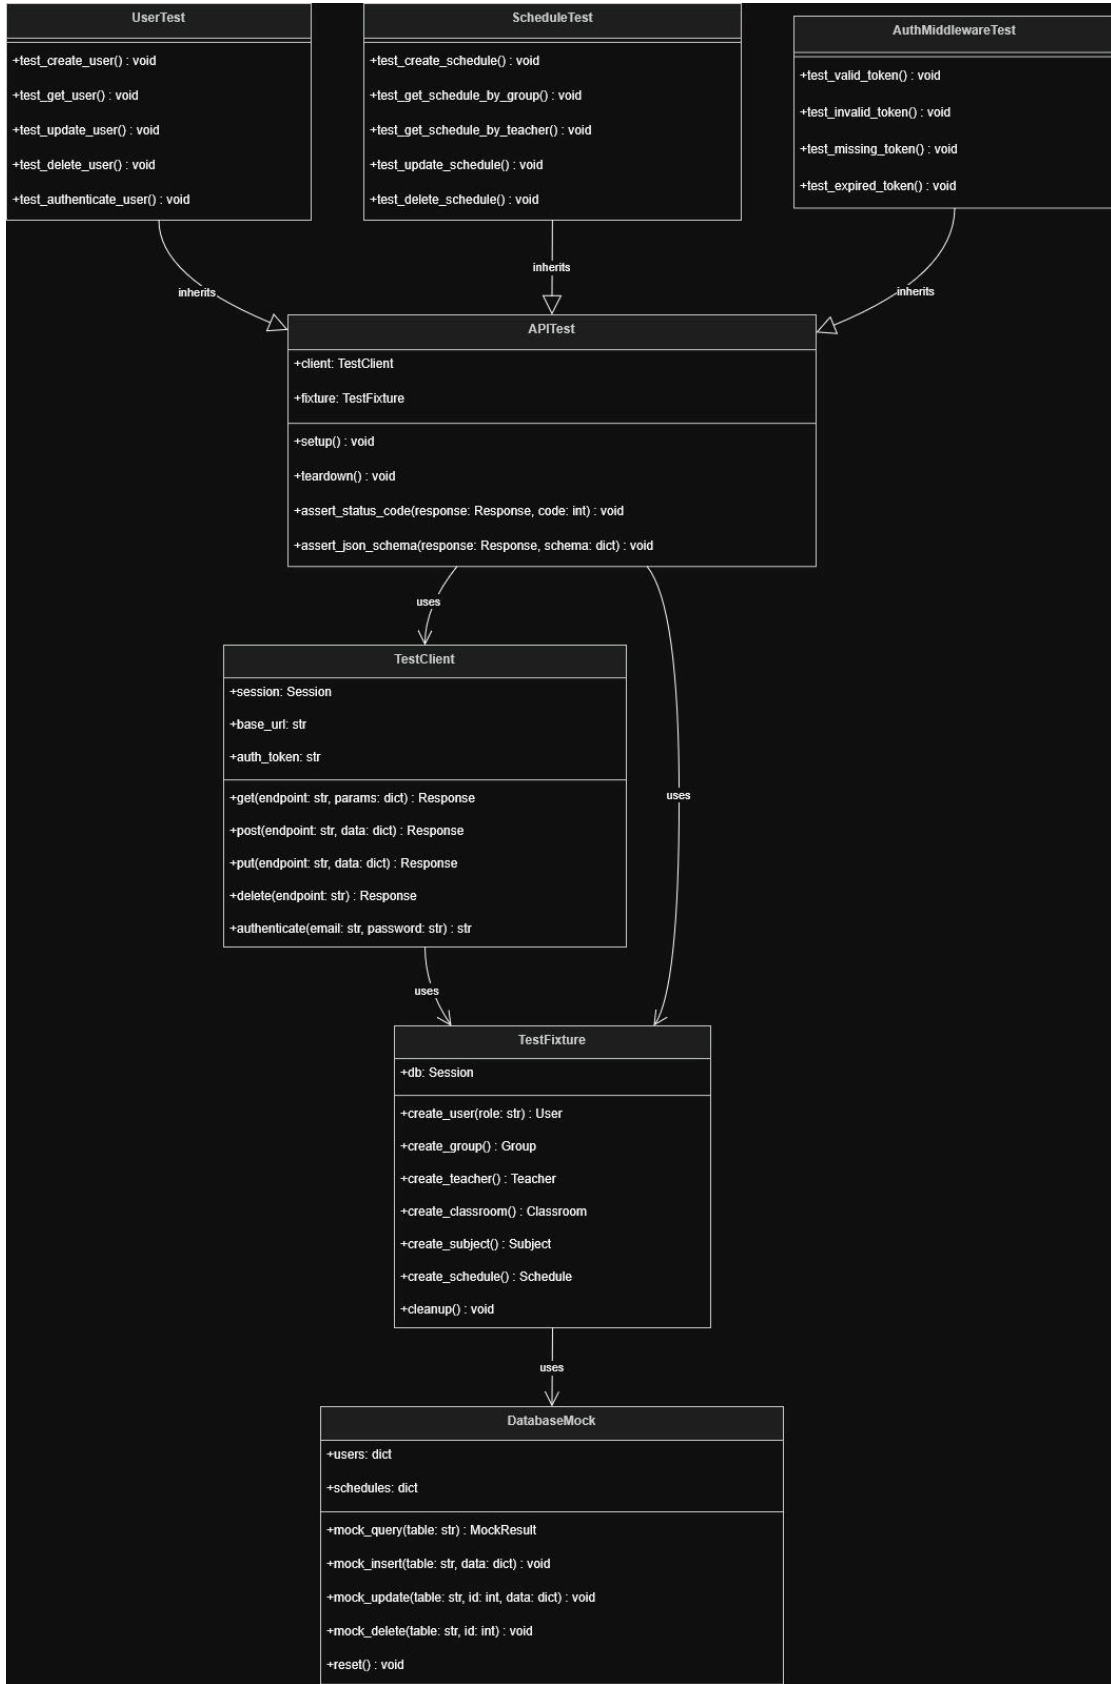 UserTest
+test_create_user() : void
+test_get_user() : void
+test_update_user() : void
+test_delete_user() : void
+test_authenticate_user() : void
ScheduleTest
+test_create_schedule() : void
+test_get_schedule_by_group() : void
+test_get_schedule_by_teacher() : void
+test_update_schedule() : void
+test_delete_schedule() : void
AuthMiddlewareTest
+test_valid_token() : void
+test_invalid_token() : void
+test_missing_token() : void
+test_expired_token() : void
inherits
inherits
inherits
APITest
+client: TestClient
+fixture: TestFixture
+setup() : void
+teardown() : void
+assert_status_code(response: Response, code: int) : void
+assert_json_schema(response: Response, schema: dict) : void
uses
TestClient
+session: Session
+base_url: str
+auth_token: str
+get(endpoint: str, params: dict) : Response
+post(endpoint: str, data: dict) : Response
+put(endpoint: str, data: dict) : Response
+delete(endpoint: str) : Response
+authenticate(email: str, password: str) : str
uses
uses
TestFixture
+db: Session
+create_user(role: str) : User
+create_group() : Group
+create_teacher() : Teacher
+create_classroom() : Classroom
+create_subject() : Subject
+create_schedule() : Schedule
+cleanup() : void
uses
DatabaseMock
+users: dict
+schedules: dict
+mock_query(table: str) : MockResult
+mock_insert(table: str, data: dict) : void
+mock_update(table: str, id: int, data: dict) : void
+mock_delete(table: str, id: int) : void
+reset() : void